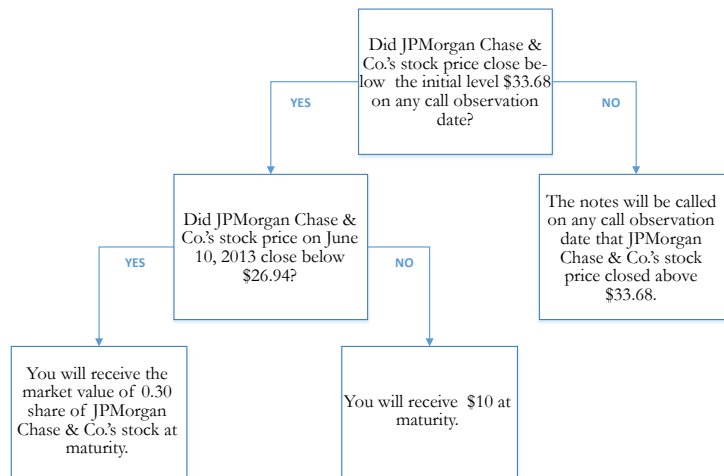 Did JPMorgan Chase &
Co.'s stock price close be-
low the initial level $33.68
on any call observation
date?
YES
NO
Did JPMorgan Chase &
Co.'s stock price on June
10, 2013 close below
$26.94?
The notes will be called
on any call observation
date that JPMorgan
Chase & Co.'s stock
price closed above
$33.68.
YES
NO
You will receive the
market value of 0.30
share of JPMorgan
Chase & Co.'s stock at
maturity.
You will receive $10 at
maturity.